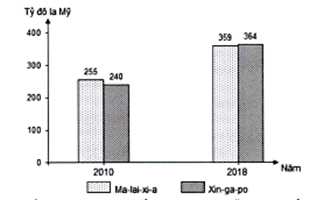 Tỷ đô la Mỹ
400
300
200
100
0
255
240
359
364
2010
2018
Năm
Ma-lai-xi-a
Xin-ga-po